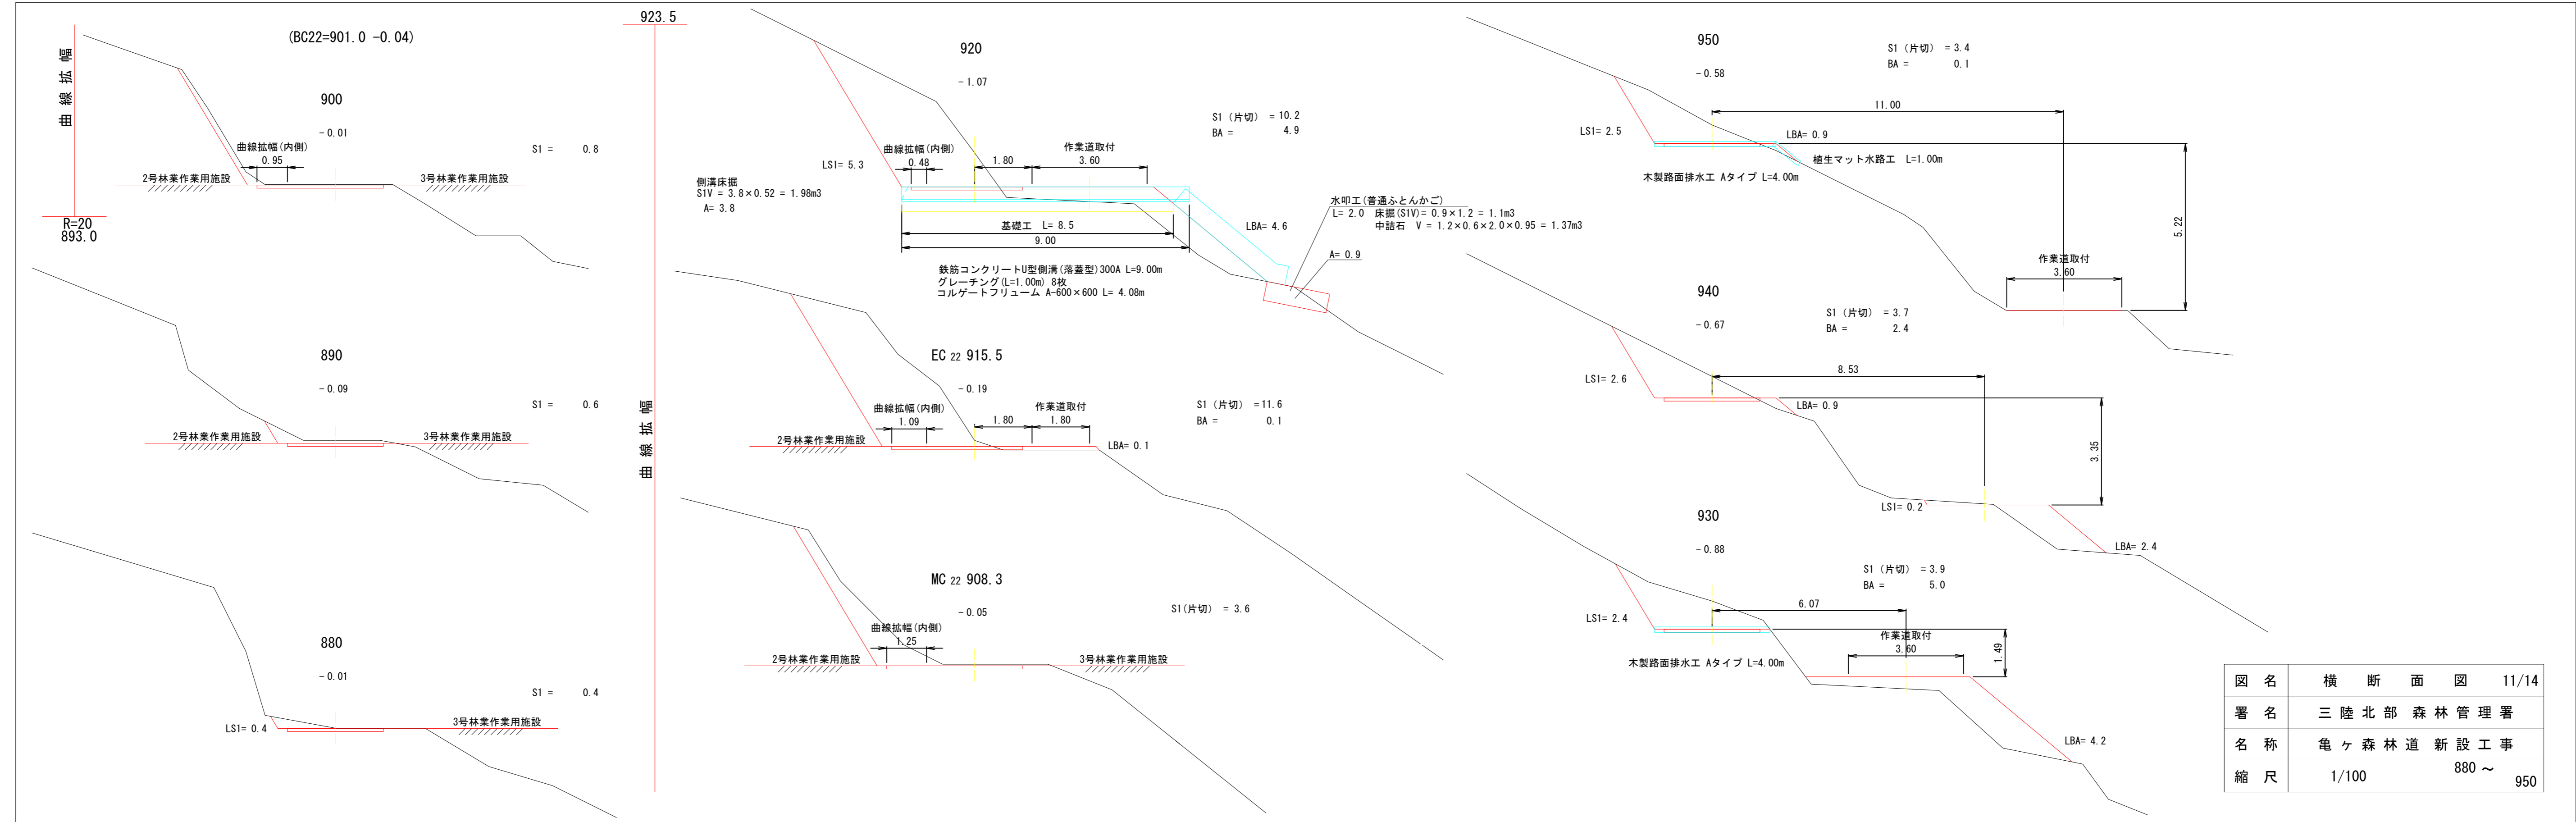 曲線拡幅
(BC22=901.0 -0.04)
900
-0.01
曲線拡幅(内側)
0.95
S1 = 0.8
2号林業作業用施設
3号林業作業用施設
R=20
893.0
890
-0.09
S1 = 0.6
2号林業作業用施設
3号林業作業用施設
880
-0.01
S1 = 0.4
LS1= 0.4
3号林業作業用施設
923.5
曲線拡幅
920
-1.07
S1 (片切) = 10.2
BA = 4.9
曲線拡幅(内側)
0.48
1.80
作業道取付
3.60
LS1= 5.3
側溝床掘
S1V = 3.8×0.52 = 1.98m3
A= 3.8
基礎工 L= 8.5
9.00
LBA= 4.6
水叩工(普通ふとんかご)
L= 2.0 床掘(S1V)= 0.9×1.2 = 1.1m3
中詰石 V = 1.2×0.6×2.0×0.95 = 1.37m3
A= 0.9
鉄筋コンクリートU型側溝(落蓋型)300A L=9.00m
グレーチング(L=1.00m) 8枚
コルゲートフリューム A-600×600 L= 4.08m
EC 22 915.5
-0.19
曲線拡幅(内側)
1.09
1.80
作業道取付
1.80
S1 (片切) =11.6
BA = 0.1
2号林業作業用施設
LBA= 0.1
MC 22 908.3
-0.05
S1(片切) = 3.6
曲線拡幅(内側)
1.25
2号林業作業用施設
3号林業作業用施設
950
-0.58
S1 (片切) = 3.4
BA = 0.1
11.00
LS1= 2.5
LBA= 0.9
植生マット水路工 L=1.00m
木製路面排水工 Aタイプ L=4.00m
5.22
作業道取付
3.60
940
-0.67
S1 (片切) = 3.7
BA = 2.4
8.53
LS1= 2.6
LBA= 0.9
3.35
LS1= 0.2
LBA= 2.4
930
-0.88
S1 (片切) = 3.9
BA = 5.0
6.07
LS1= 2.4
木製路面排水工 Aタイプ L=4.00m
作業道取付
3.60
1.49
LBA= 4.2
図名 横断面図 11/14
署名 三陸北部 森林管理署
名称 亀ヶ森林道 新設工事
縮尺 1/100 880～
950